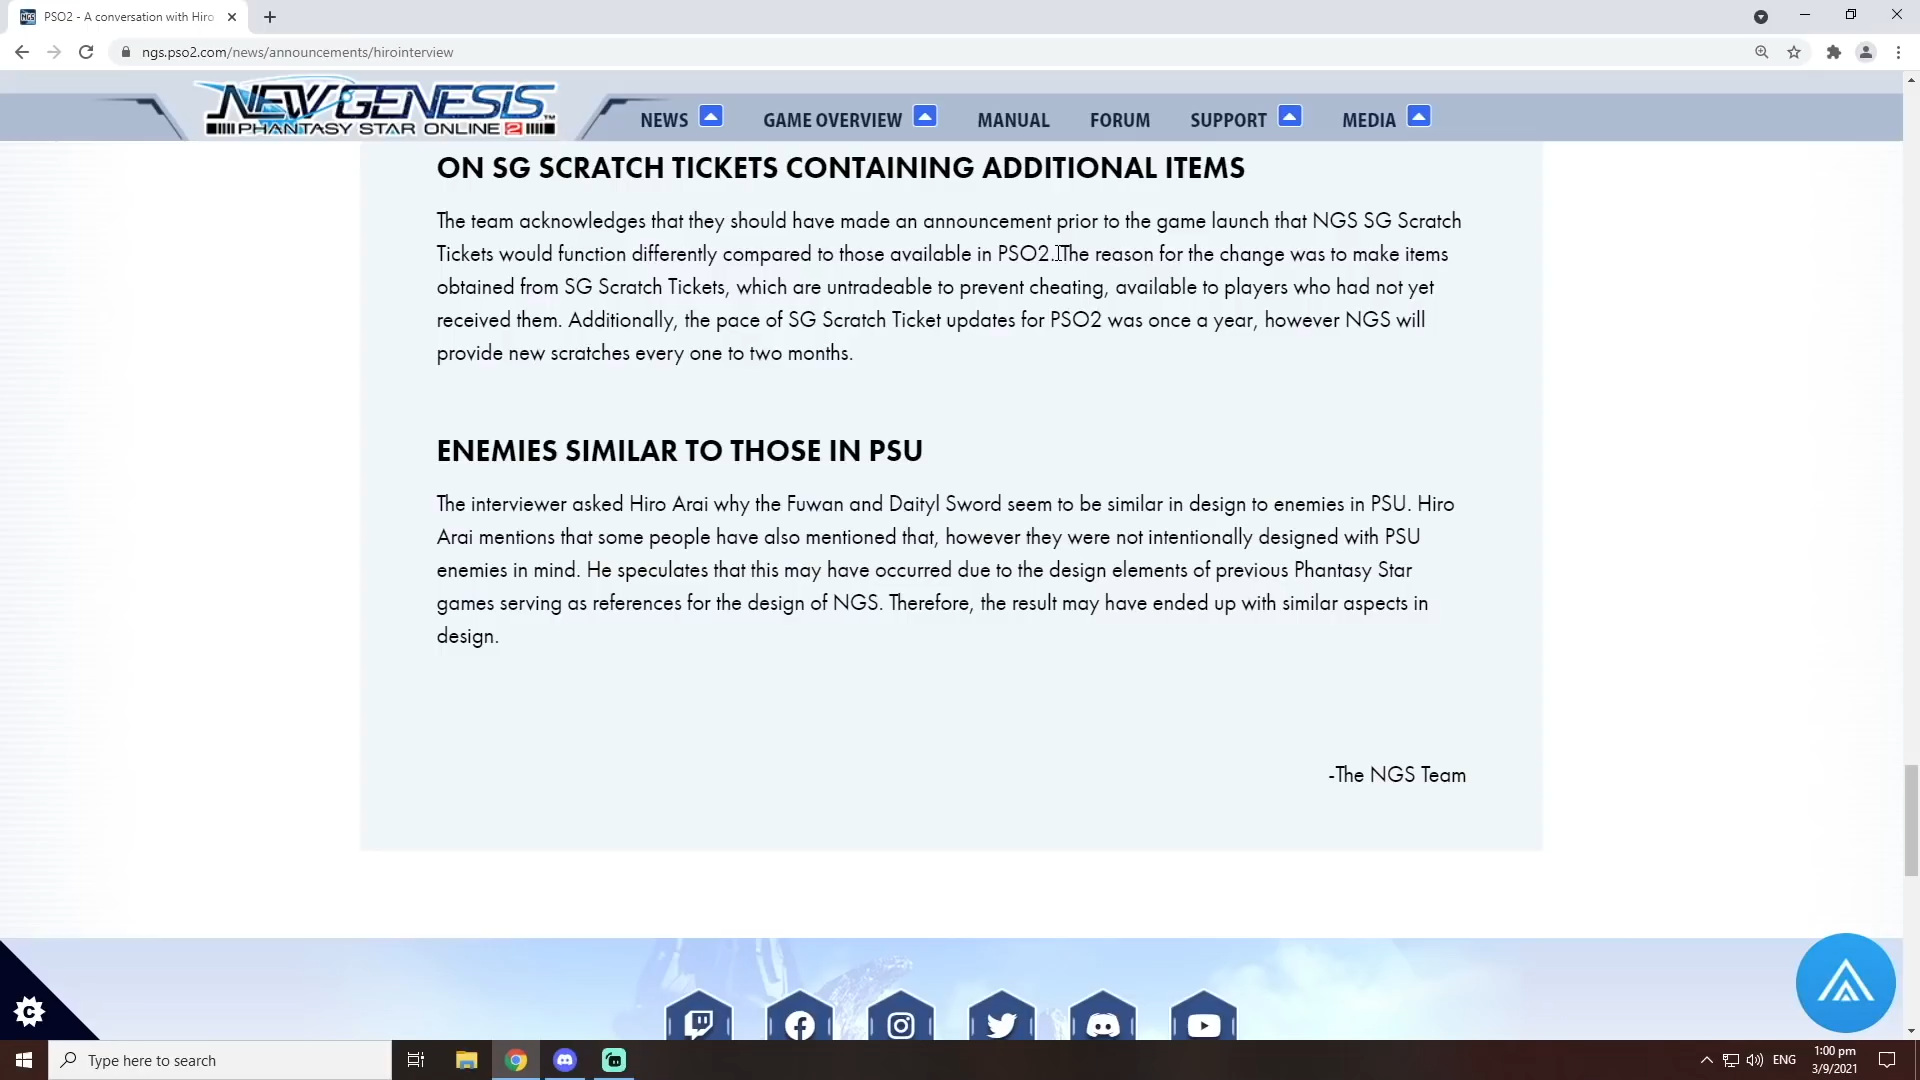 PSO2 - A conversation with Hiro
ngs.pso2.com/news/announcements/hirointerview
NEW GENESIS
PHANTASY STAR ONLINE 2
NEWS
GAME OVERVIEW
MANUAL
FORUM
SUPPORT
MEDIA
ON SG SCRATCH TICKETS CONTAINING ADDITIONAL ITEMS
The team acknowledges that they should have made an announcement prior to the game launch that NGS SG Scratch
Tickets would function differently compared to those available in PSO2. The reason for the change was to make items
obtained from SG Scratch Tickets, which are untradeable to prevent cheating, available to players who had not yet
received them. Additionally, the pace of SG Scratch Ticket updates for PSO2 was once a year, however NGS will
provide new scratches every one to two months.
ENEMIES SIMILAR TO THOSE IN PSU
The interviewer asked Hiro Arai why the Fuwan and Daityl Sword seem to be similar in design to enemies in PSU. Hiro
Arai mentions that some people have also mentioned that, however they were not intentionally designed with PSU
enemies in mind. He speculates that this may have occurred due to the design elements of previous Phantasy Star
games serving as references for the design of NGS. Therefore, the result may have ended up with similar aspects in
design.
-The NGS Team
C
Type here to search
ENG
1:00 pm
3/9/2021